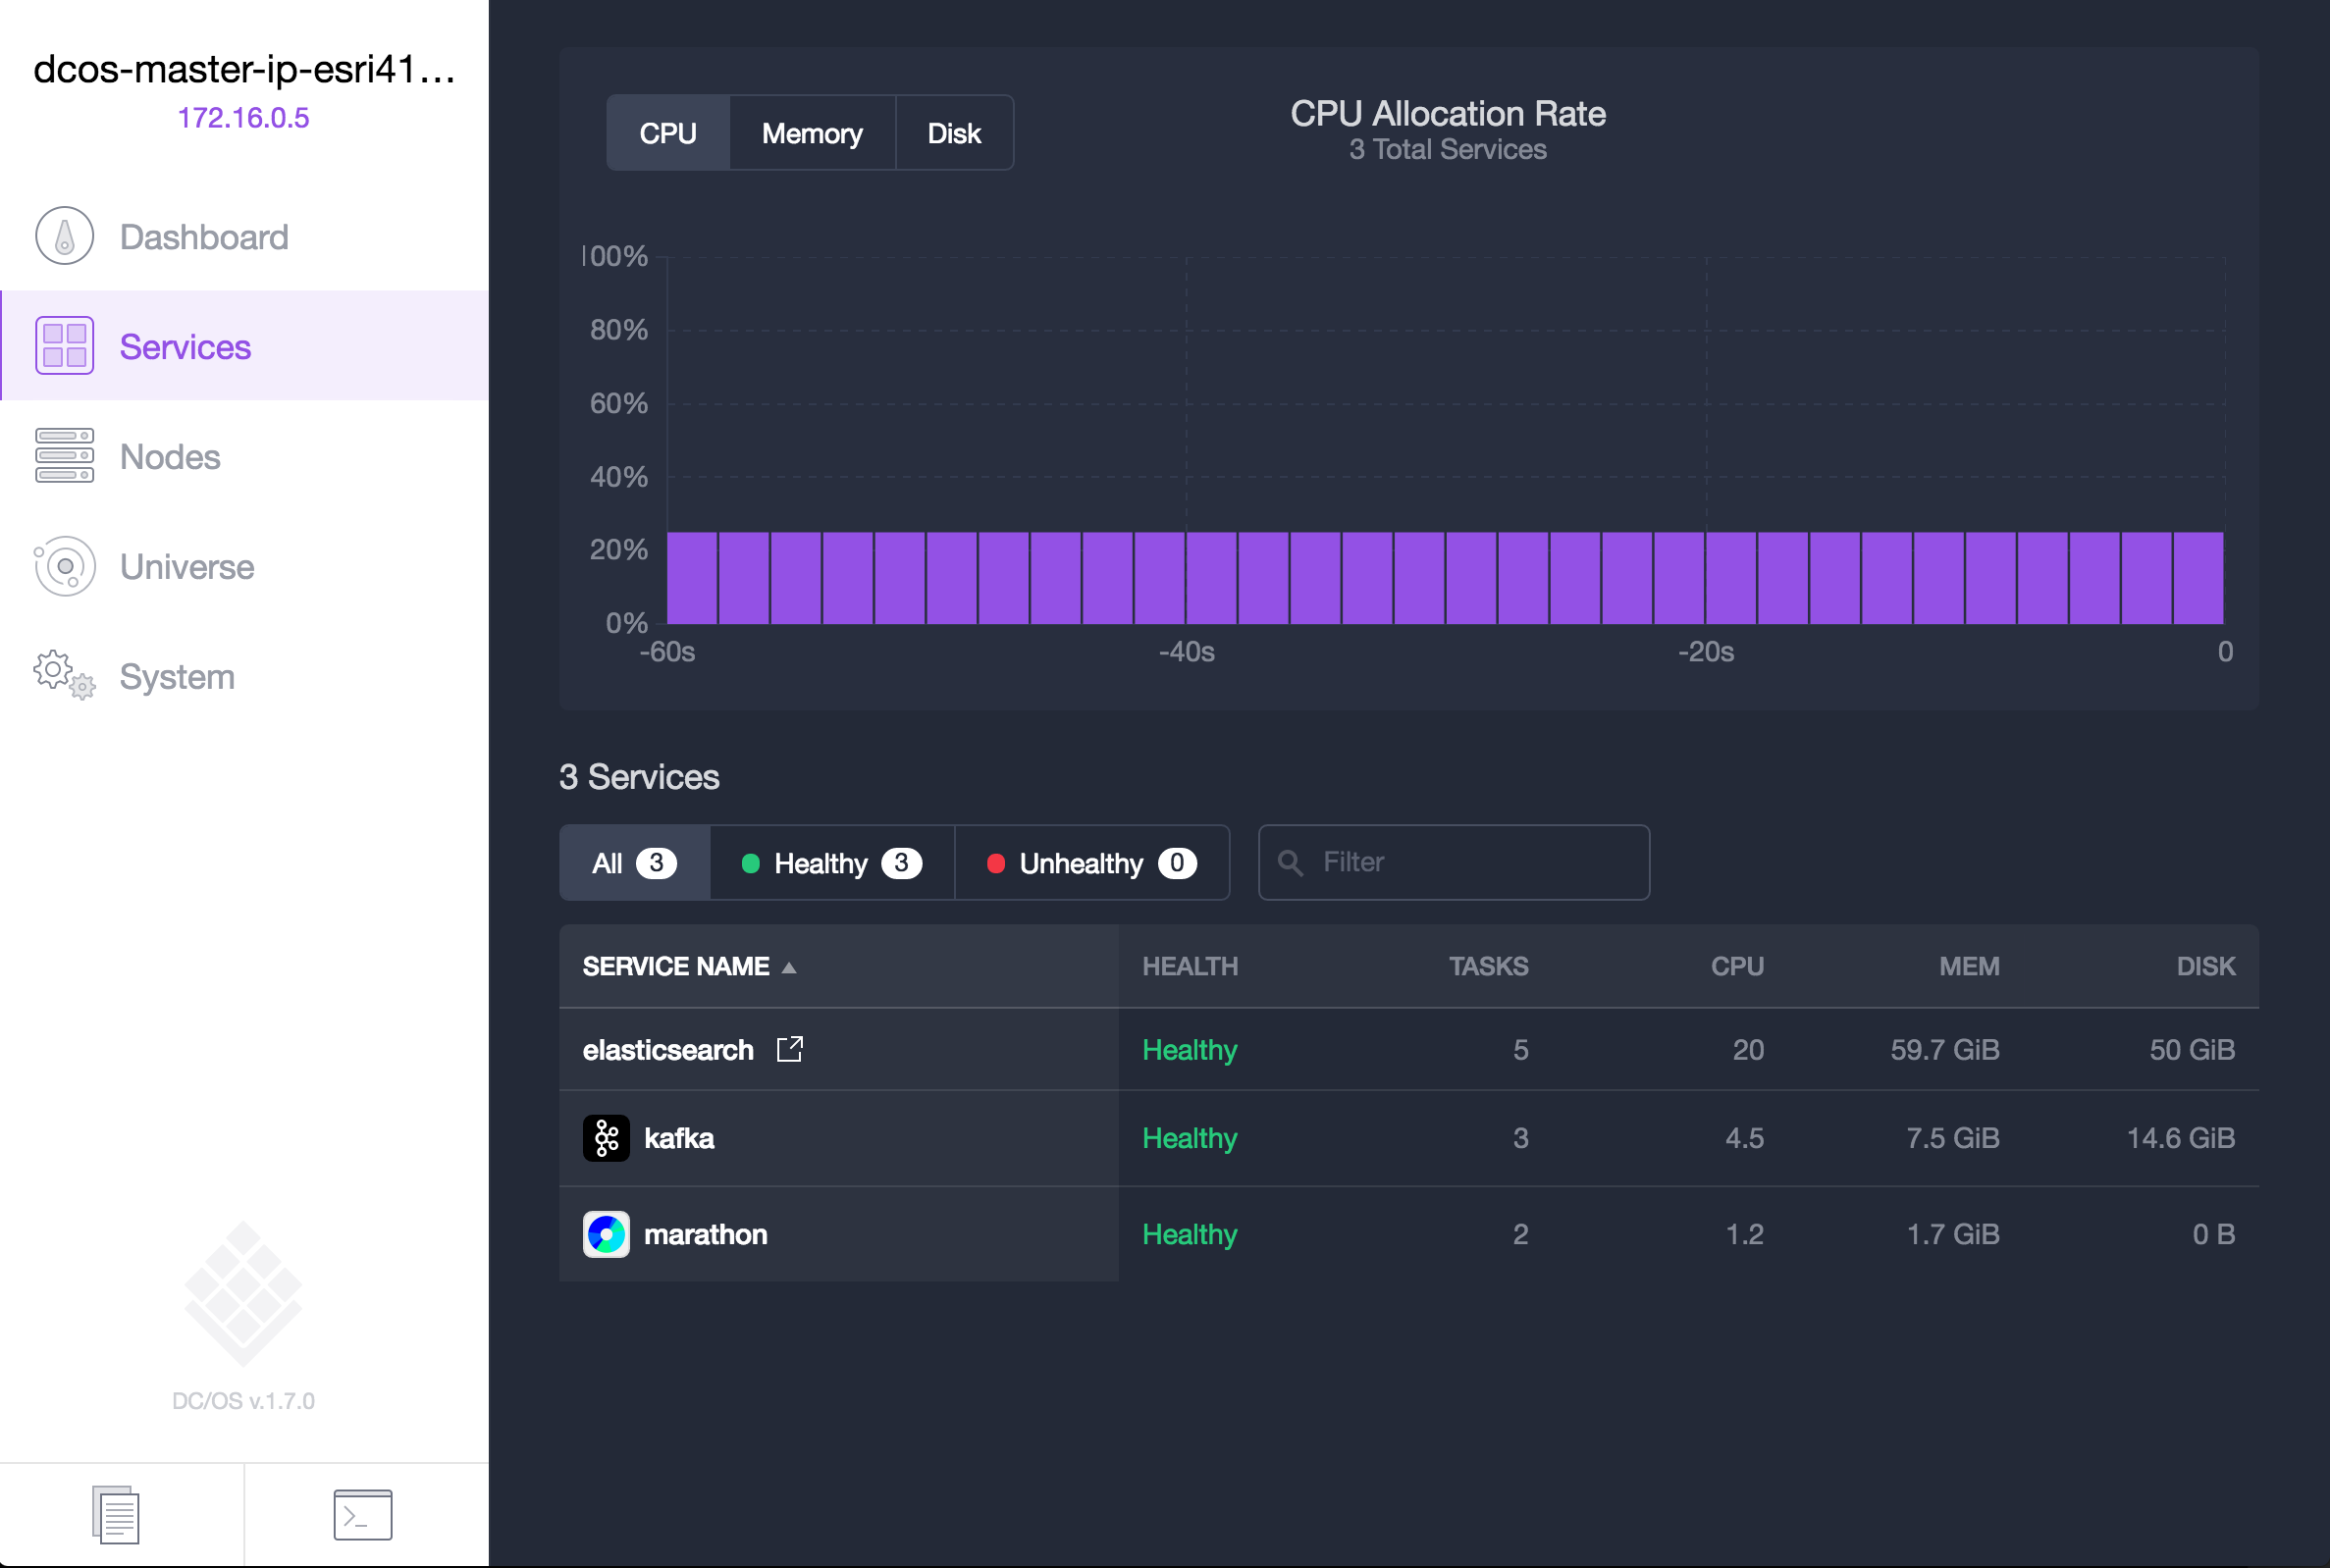 dcos-master-ip-esri41...
172.16.0.5
Dashboard
Services
Nodes
Universe
System
DC/OS v.1.7.0
CPU Memory Disk
CPU Allocation Rate
3 Total Services
100%
80%
60%
40%
20%
0%
-60s -40s -20s 0
3 Services
All 3 Healthy 3 Unhealthy 0 Filter
SERVICE NAME HEALTH TASKS CPU MEM DISK
elasticsearch Healthy 5 20 59.7 GiB 50 GiB
kafka Healthy 3 4.5 7.5 GiB 14.6 GiB
marathon Healthy 2 1.2 1.7 GiB 0 B